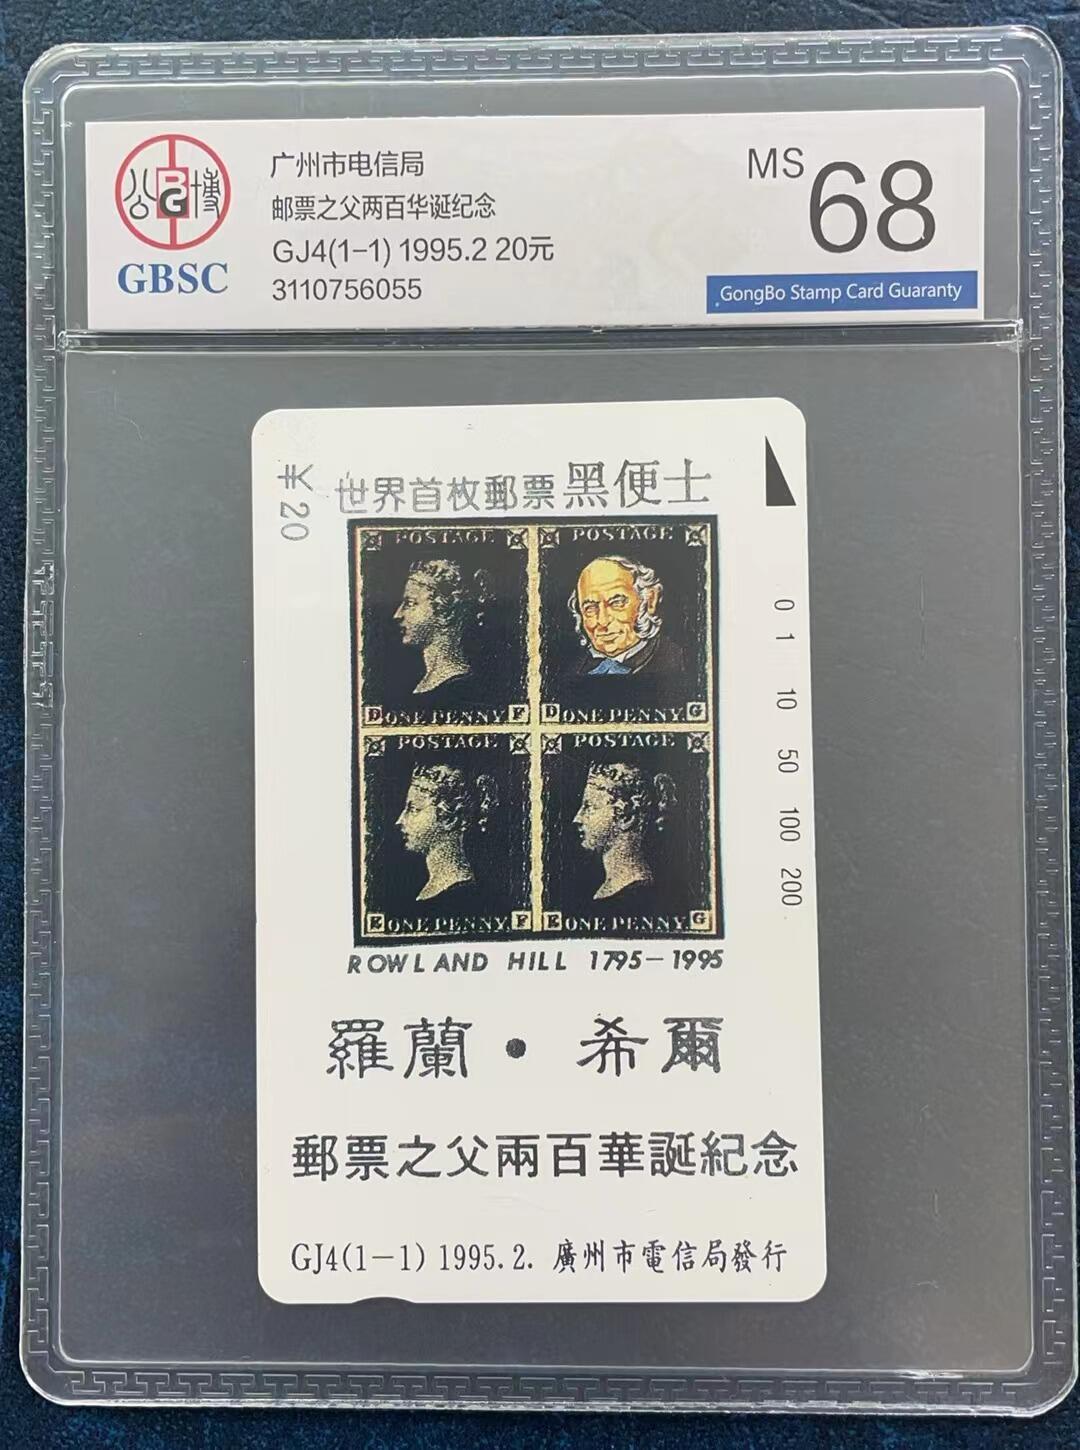 公博
BG
GBSC
广州市电信局
邮票之父两百华诞纪念
GJ4(1-1) 1995.2 20元
3110756055
MS 68
GongBo Stamp Card Guaranty
¥20
世界首枚郵票黑便士
POSTAGE
POSTAGE
D ONE PENNY. F
D ONE PENNY. G
POSTAGE
POSTAGE
E ONE PENNY. F
E ONE PENNY. G
0 1 10 50 100 200
ROWLAND HILL 1795-1995
羅蘭·希爾
郵票之父兩百華誕紀念
GJ4(1-1) 1995.2. 廣州市電信局發行